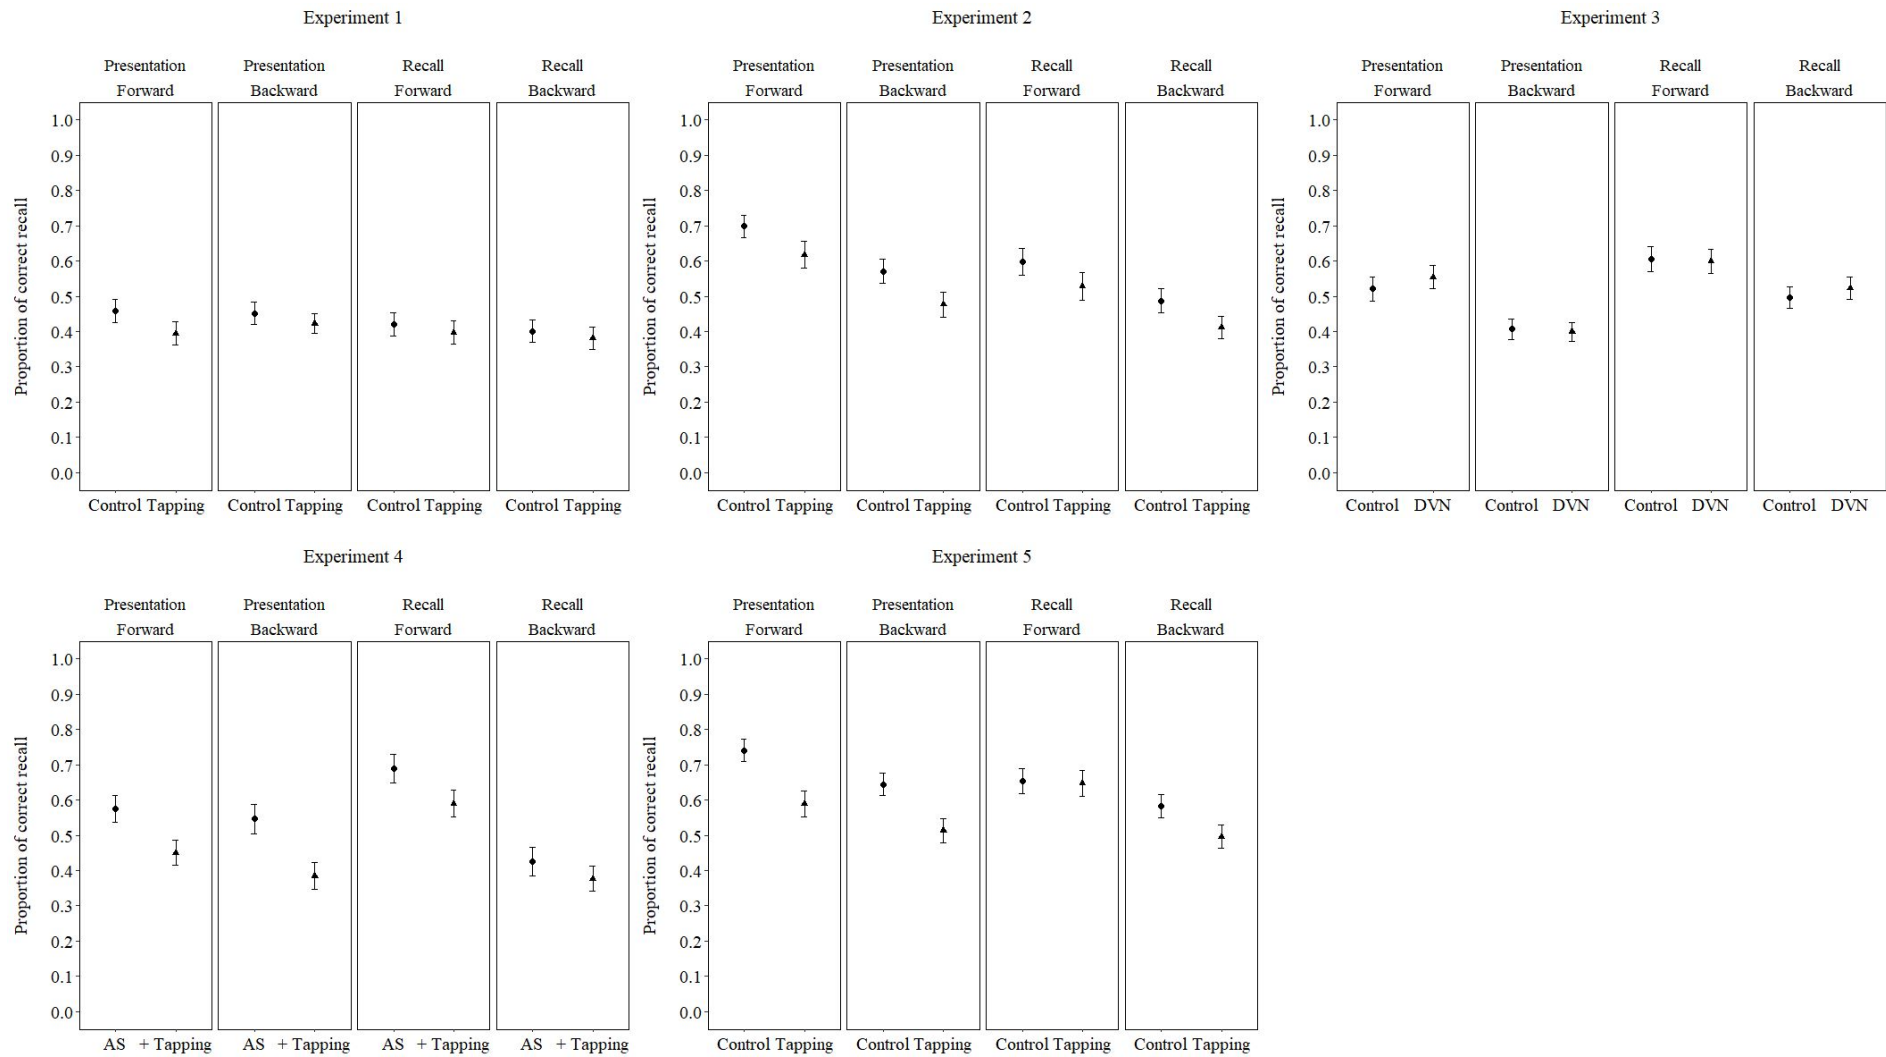 Experiment 1
Presentation Presentation Recall Recall
Forward Backward Forward Backward
Proportion of correct recall
1.0
0.9
0.8
0.7
0.6
0.5
0.4
0.3
0.2
0.1
0.0
Control Tapping Control Tapping Control Tapping Control Tapping
Experiment 2
Presentation Presentation Recall Recall
Forward Backward Forward Backward
Proportion of correct recall
1.0
0.9
0.8
0.7
0.6
0.5
0.4
0.3
0.2
0.1
0.0
Control Tapping Control Tapping Control Tapping Control Tapping
Experiment 3
Presentation Presentation Recall Recall
Forward Backward Forward Backward
Proportion of correct recall
1.0
0.9
0.8
0.7
0.6
0.5
0.4
0.3
0.2
0.1
0.0
Control DVN Control DVN Control DVN Control DVN
Experiment 4
Presentation Presentation Recall Recall
Forward Backward Forward Backward
Proportion of correct recall
1.0
0.9
0.8
0.7
0.6
0.5
0.4
0.3
0.2
0.1
0.0
AS + Tapping AS + Tapping AS + Tapping AS + Tapping
Experiment 5
Presentation Presentation Recall Recall
Forward Backward Forward Backward
Proportion of correct recall
1.0
0.9
0.8
0.7
0.6
0.5
0.4
0.3
0.2
0.1
0.0
Control Tapping Control Tapping Control Tapping Control Tapping